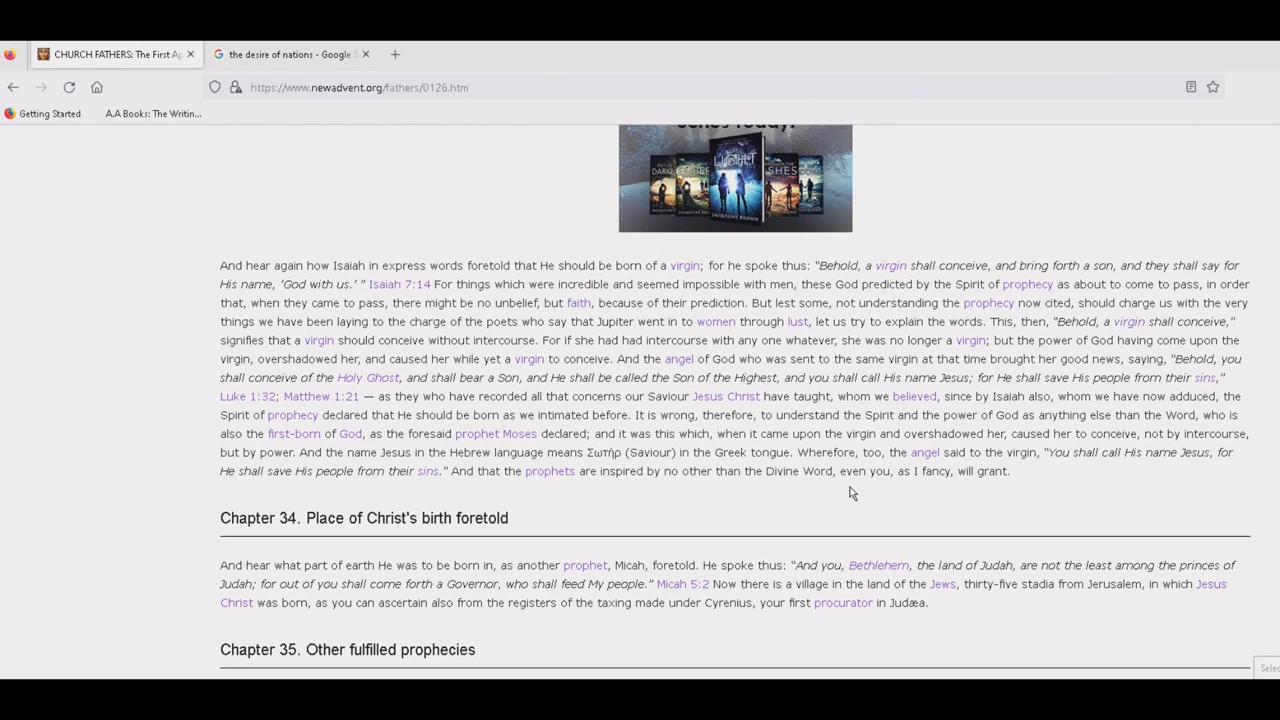 CHURCH FATHERS: The First Ap
the desire of nations - Google S
https://www.newadvent.org/fathers/0126.htm
Getting Started
A,A Books: The Writin...
LIGHT
JACQUELINE BROWN
And hear again how Isaiah in express words foretold that He should be born of a virgin; for he spoke thus: “Behold, a virgin shall conceive, and bring forth a son, and they shall say for
His name, ‘God with us.’ ” Isaiah 7:14 For things which were incredible and seemed impossible with men, these God predicted by the Spirit of prophecy as about to come to pass, in order
that, when they came to pass, there might be no unbelief, but faith, because of their prediction. But lest some, not understanding the prophecy now cited, should charge us with the very
things we have been laying to the charge of the poets who say that Jupiter went in to women through lust, let us try to explain the words. This, then, “Behold, a virgin shall conceive,”
signifies that a virgin should conceive without intercourse. For if she had had intercourse with any one whatever, she was no longer a virgin; but the power of God having come upon the
virgin, overshadowed her, and caused her while yet a virgin to conceive. And the angel of God who was sent to the same virgin at that time brought her good news, saying, “Behold, you
shall conceive of the Holy Ghost, and shall bear a Son, and He shall be called the Son of the Highest, and you shall call His name Jesus; for He shall save His people from their sins,”
Luke 1:32; Matthew 1:21 — as they who have recorded all that concerns our Saviour Jesus Christ have taught, whom we believed, since by Isaiah also, whom we have now adduced, the
Spirit of prophecy declared that He should be born as we intimated before. It is wrong, therefore, to understand the Spirit and the power of God as anything else than the Word, who is
also the first-born of God, as the foresaid prophet Moses declared; and it was this which, when it came upon the virgin and overshadowed her, caused her to conceive, not by intercourse,
but by power. And the name Jesus in the Hebrew language means Σωτήρ (Saviour) in the Greek tongue. Wherefore, too, the angel said to the virgin, “You shall call His name Jesus, for
He shall save His people from their sins.” And that the prophets are inspired by no other than the Divine Word, even you, as I fancy, will grant.
Chapter 34. Place of Christ's birth foretold
And hear what part of earth He was to be born in, as another prophet, Micah, foretold. He spoke thus: “And you, Bethlehem, the land of Judah, are not the least among the princes of
Judah; for out of you shall come forth a Governor, who shall feed My people.” Micah 5:2 Now there is a village in the land of the Jews, thirty-five stadia from Jerusalem, in which Jesus
Christ was born, as you can ascertain also from the registers of the taxing made under Cyrenius, your first procurator in Judæa.
Chapter 35. Other fulfilled prophecies
Selec